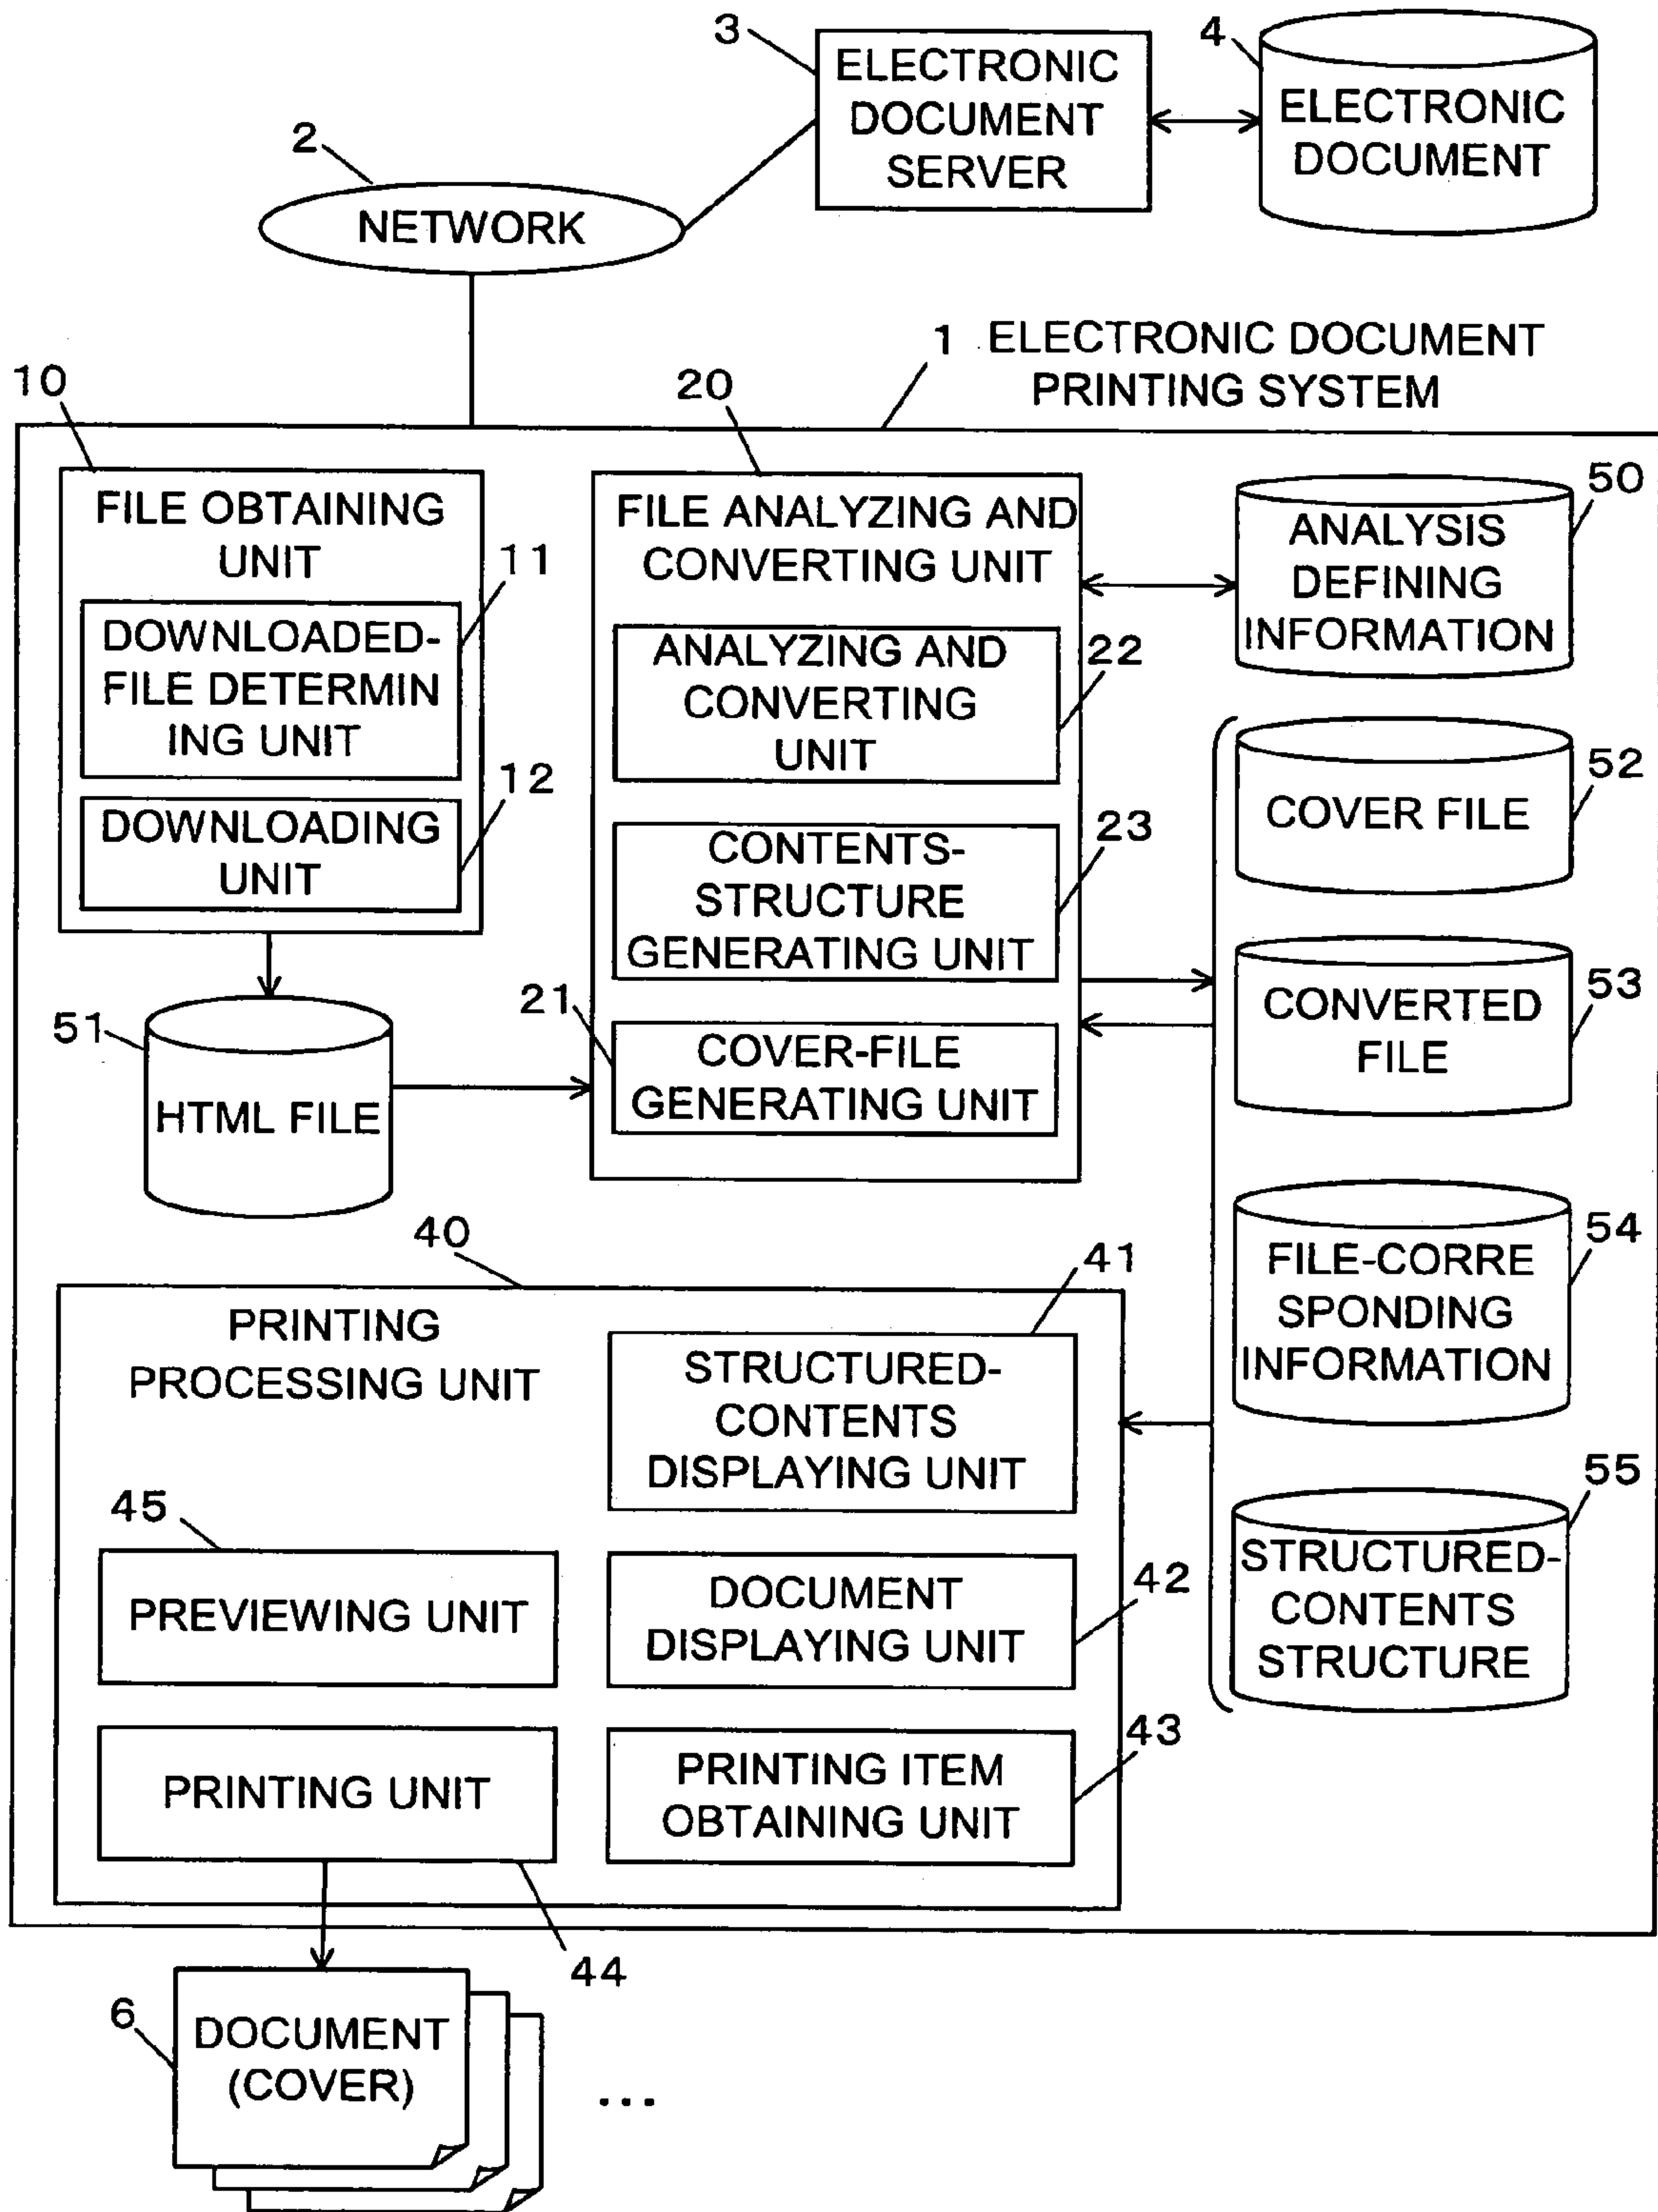 3
ELECTRONIC
DOCUMENT
SERVER
4
ELECTRONIC
DOCUMENT
2
NETWORK
1 ELECTRONIC DOCUMENT
PRINTING SYSTEM
10
FILE OBTAINING
UNIT
11
DOWNLOADED-
FILE DETERMIN
ING UNIT
12
DOWNLOADING
UNIT
51
HTML FILE
20
FILE ANALYZING AND
CONVERTING UNIT
ANALYZING AND
CONVERTING
UNIT
22
CONTENTS-
STRUCTURE
GENERATING UNIT
23
21
COVER-FILE
GENERATING UNIT
50
ANALYSIS
DEFINING
INFORMATION
52
COVER FILE
53
CONVERTED
FILE
54
FILE-CORRE
SPONDING
INFORMATION
55
STRUCTURED-
CONTENTS
STRUCTURE
40
PRINTING
PROCESSING UNIT
41
STRUCTURED-
CONTENTS
DISPLAYING UNIT
45
PREVIEWING UNIT
DOCUMENT
DISPLAYING UNIT
42
PRINTING UNIT
PRINTING ITEM
OBTAINING UNIT
43
44
6
DOCUMENT
(COVER)
...